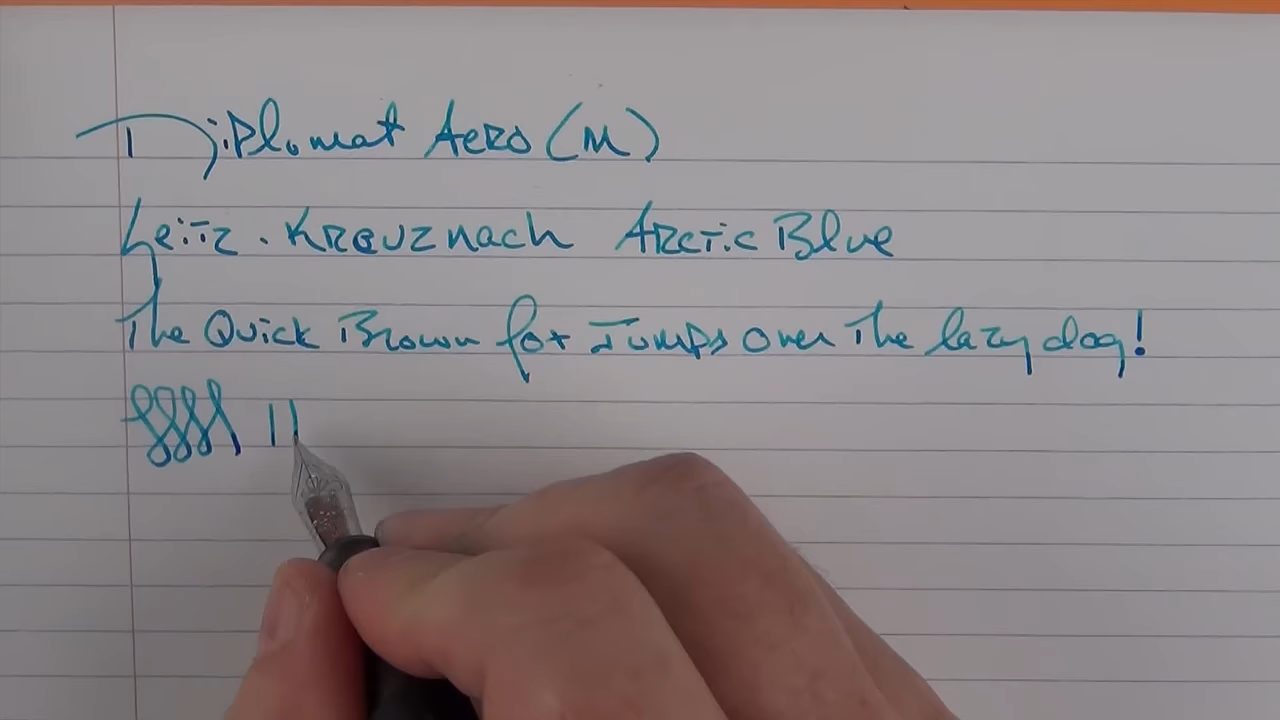 Diplomat Aero (M)
Leitz-Kreuznach Arctic Blue
The Quick Brown fox Jumps over The lazy dog!